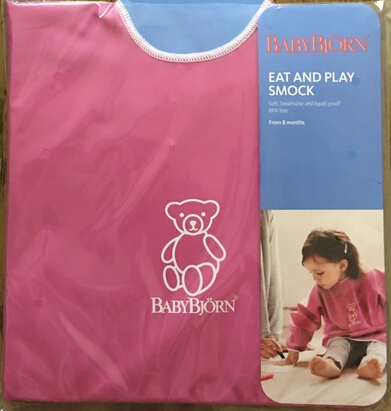 BABYBJÖRN®
EAT AND PLAY
SMOCK
Soft, breathable and liquid proof
BPA free
From 8 months
BABYBJÖRN®